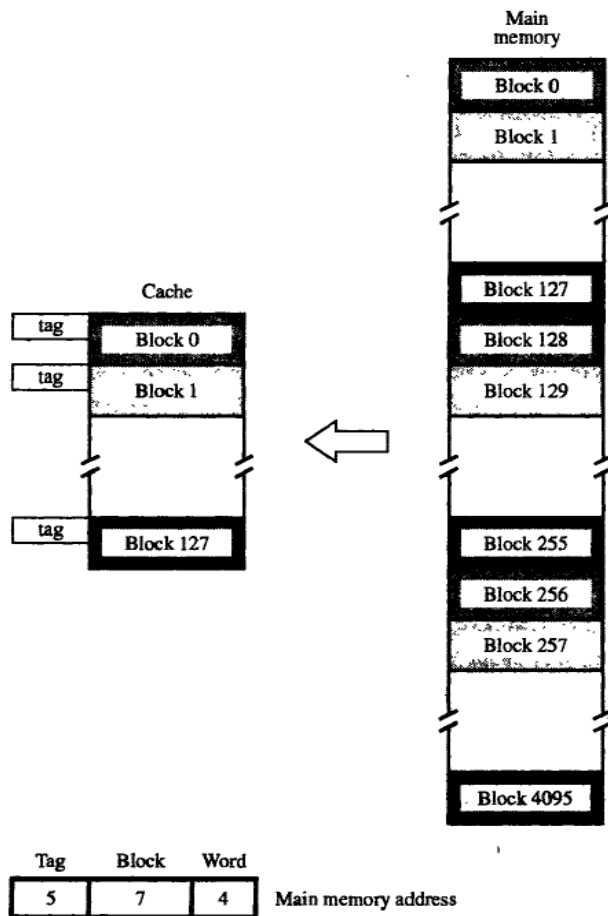 Main
memory
Block 0
Block 1
Cache
Block 127
tag
Block 0
Block 128
tag
Block 1
Block 129
tag
Block 127
Block 255
Block 256
Block 257
Block 4095
Tag Block Word
5 7 4 Main memory address